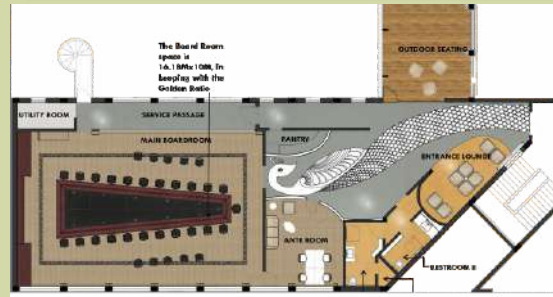 The Board Room
space is
16.18Mx10M, in
keeping with the
Golden Ratio
OUTDOOR SEATING
UTILITY ROOM
SERVICE PASSAGE
MAIN BOARDROOM
PANTRY
ENTRANCE LOUNGE
ANTE ROOM
RESTROOM S